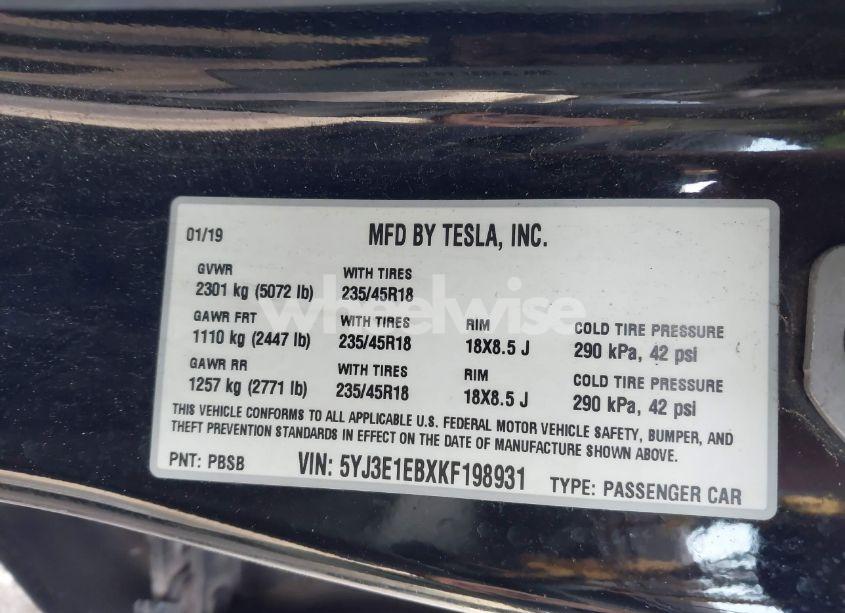 01/19 MFD BY TESLA, INC.
GVWR WITH TIRES
2301 kg (5072 lb) 235/45R18
GAWR FRT WITH TIRES RIM COLD TIRE PRESSURE
1110 kg (2447 lb) 235/45R18 18X8.5 J 290 kPa, 42 psi
GAWR RR WITH TIRES RIM COLD TIRE PRESSURE
1257 kg (2771 lb) 235/45R18 18X8.5 J 290 kPa, 42 psi
THIS VEHICLE CONFORMS TO ALL APPLICABLE U.S. FEDERAL MOTOR VEHICLE SAFETY, BUMPER, AND
THEFT PREVENTION STANDARDS IN EFFECT ON THE DATE OF MANUFACTURE SHOWN ABOVE.
PNT: PBSB VIN: 5YJ3E1EBXKF198931 TYPE: PASSENGER CAR
wheelwise